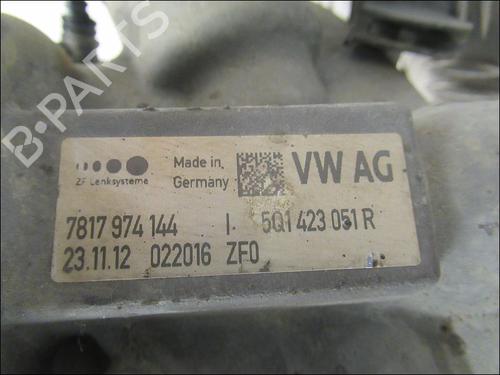 B-PARTS
ZF Lenksysteme
Made in
Germany
VW AG
7817 974 144 I 5Q1 423 051 R
23.11.12 022016 ZF0